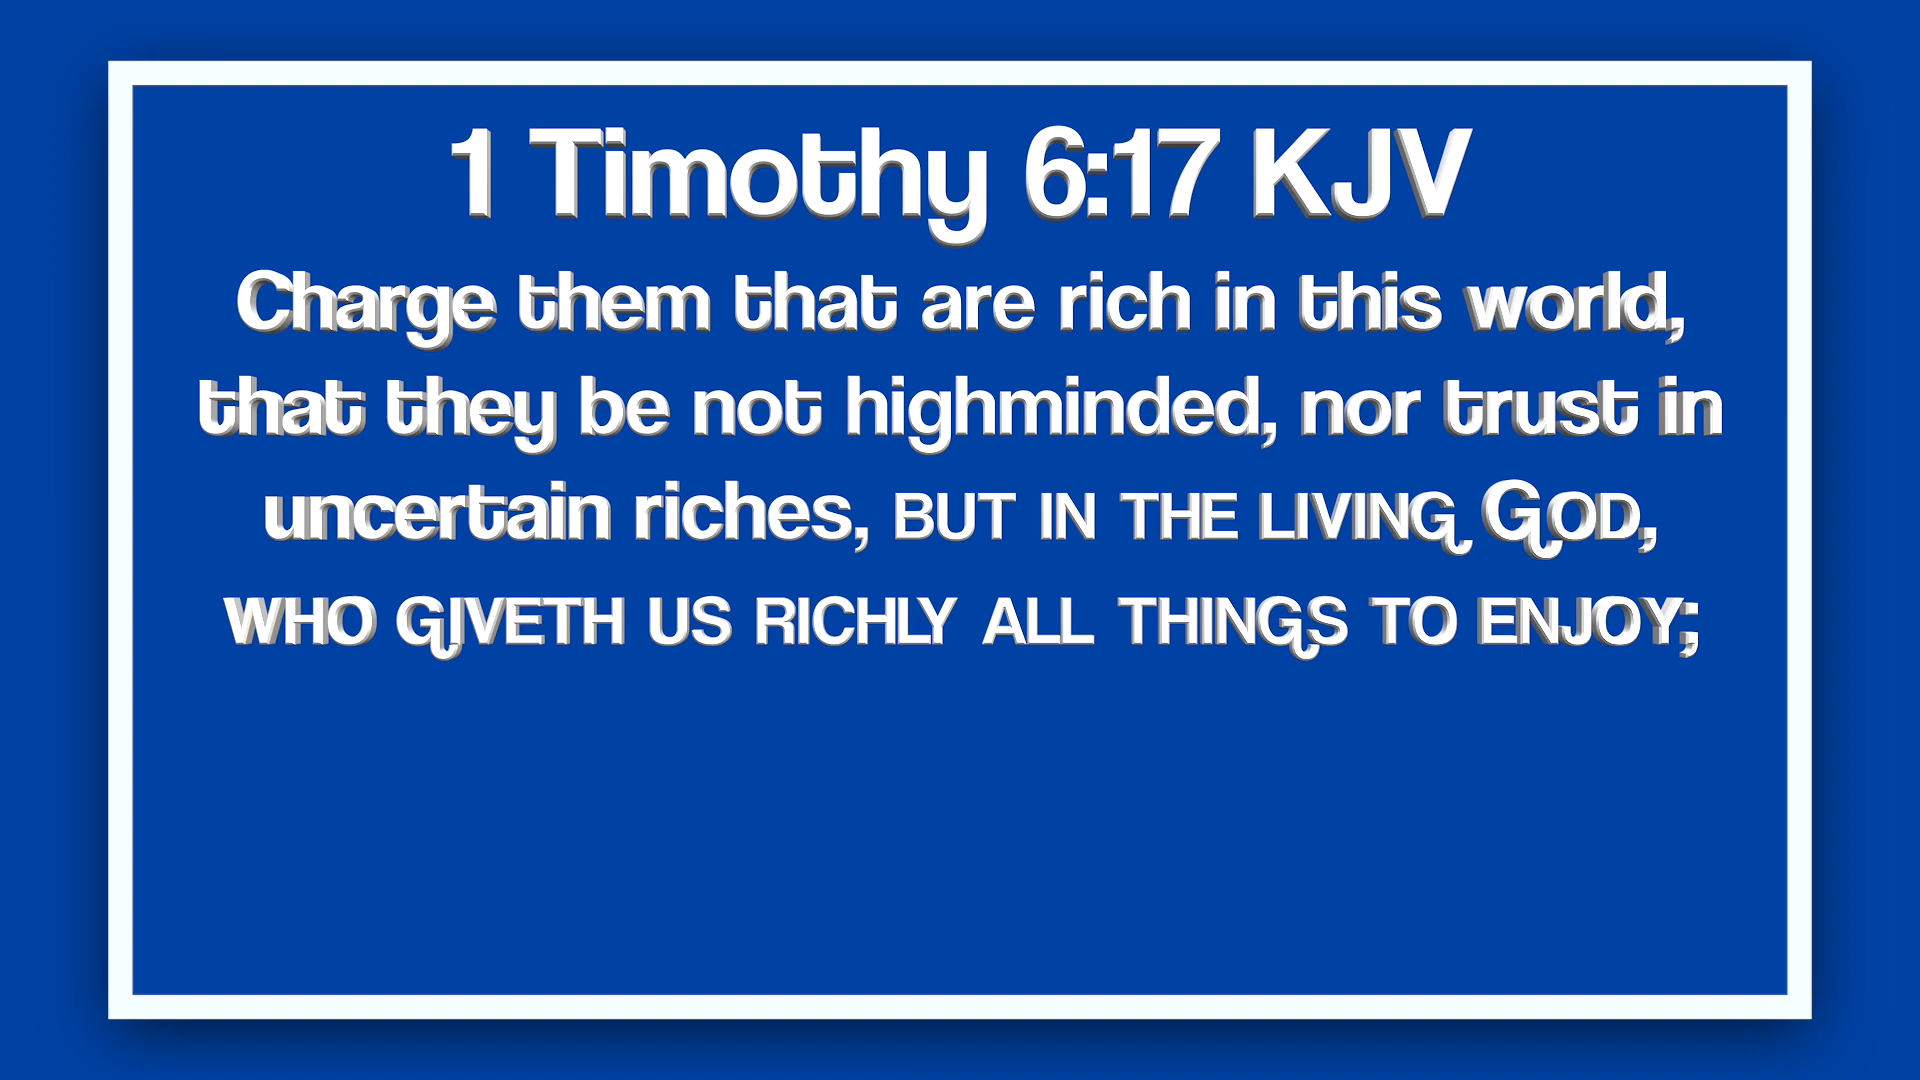 1 Timothy 6:17 KJV
Charge them that are rich in this world,
that they be not highminded, nor trust in
uncertain riches, BUT IN THE LIVING GOD,
WHO GIVETH US RICHLY ALL THINGS TO ENJOY;